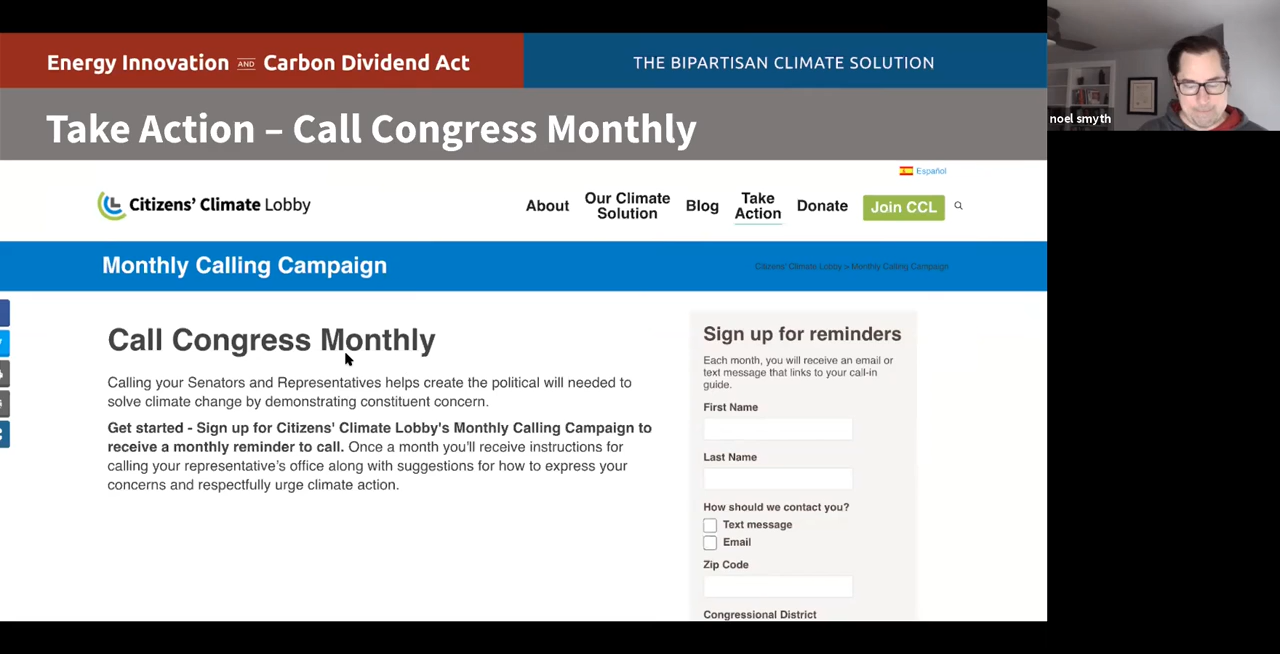 Energy Innovation AND Carbon Dividend Act
THE BIPARTISAN CLIMATE SOLUTION
noel smyth
Take Action – Call Congress Monthly
Español
Citizens' Climate Lobby
About
Our Climate
Solution
Blog
Take
Action
Donate
Join CCL
Monthly Calling Campaign
Citizens' Climate Lobby > Monthly Calling Campaign
Call Congress Monthly
Calling your Senators and Representatives helps create the political will needed to
solve climate change by demonstrating constituent concern.
Get started - Sign up for Citizens' Climate Lobby's Monthly Calling Campaign to
receive a monthly reminder to call. Once a month you'll receive instructions for
calling your representative's office along with suggestions for how to express your
concerns and respectfully urge climate action.
Sign up for reminders
Each month, you will receive an email or
text message that links to your call-in
guide.
First Name
Last Name
How should we contact you?
Text message
Email
Zip Code
Congressional District